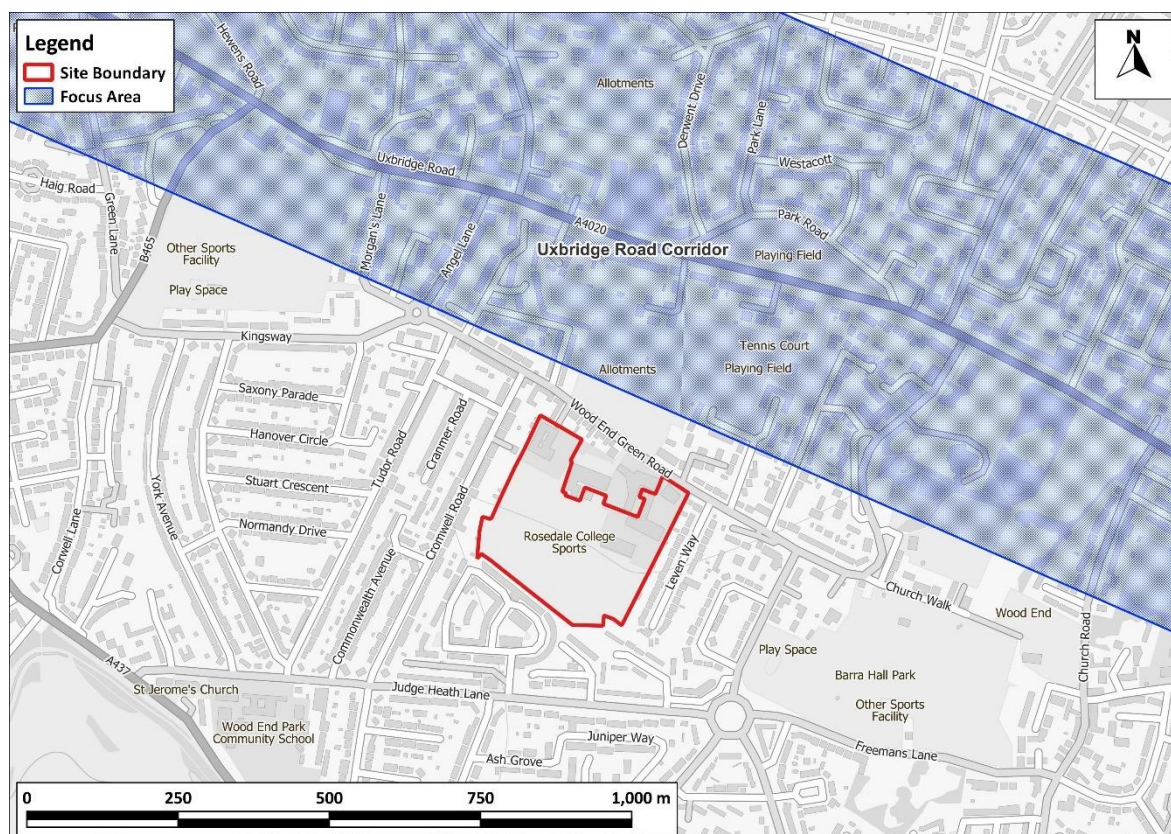 Legend
Site Boundary
Focus Area
N
Hewens Road
Allotments
Derwent Drive
Park Lane
Westacott
Uxbridge Road
Haig Road
Green Lane
B465
Morgan's Lane
Angel Lane
A4020
Park Road
Uxbridge Road Corridor
Playing Field
Other Sports
Facility
Play Space
Kingsway
Tennis Court
Playing Field
Allotments
Saxony Parade
Hanover Circle
Stuart Crescent
Normandy Drive
Tudor Road
Cranmer Road
Cromwell Road
Wood End Green Road
York Avenue
Corwell Lane
Commonwealth Avenue
Rosedale College
Sports
Leven Way
Church Walk
Wood End
Church Road
Play Space
Barra Hall Park
Other Sports
Facility
Freemans Lane
A437
St Jerome's Church
Judge Heath Lane
Wood End Park
Community School
Juniper Way
Ash Grove
0 250 500 750 1,000 m